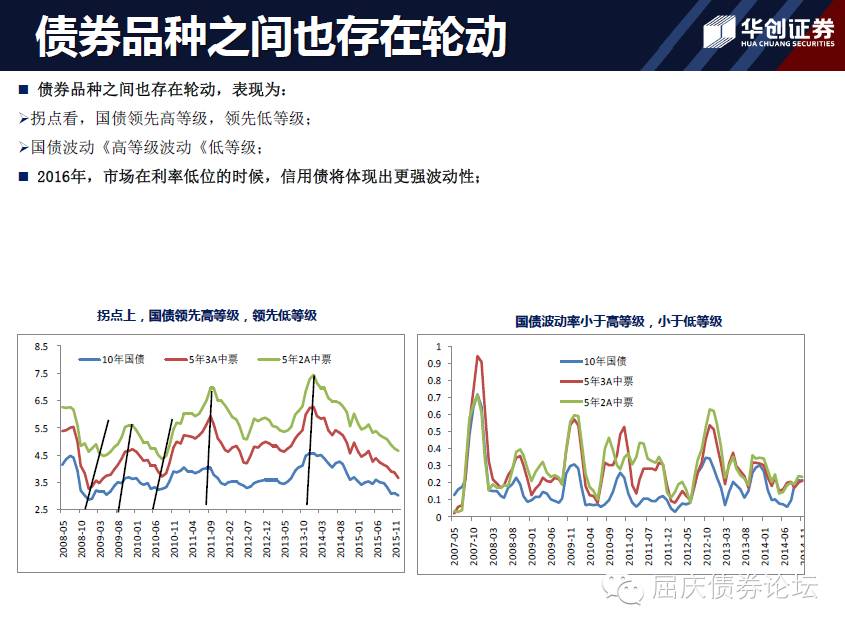 债券品种之间也存在轮动
华创证券
HUA CHUANG SECURITIES
■ 债券品种之间也存在轮动，表现为：
➢拐点看，国债领先高等级，领先低等级；
➢国债波动《高等级波动《低等级；
■ 2016年，市场在利率低位的时候，信用债将体现出更强波动性；
拐点上，国债领先高等级，领先低等级
8.5
7.5
6.5
5.5
4.5
3.5
2.5
10年国债 5年3A中票 5年2A中票
2008-05 2008-10 2009-03 2009-08 2010-01 2010-06 2010-11 2011-04 2011-09 2012-02 2012-07 2012-12 2013-05 2013-10 2014-03 2014-08 2015-01 2015-06 2015-11
国债波动率小于高等级，小于低等级
1
0.9
0.8
0.7
0.6
0.5
0.4
0.3
0.2
0.1
0
10年国债
5年3A中票
5年2A中票
2007-05 2007-10 2008-03 2008-08 2009-01 2009-06 2009-11 2010-04 2010-09 2011-02 2011-07 2011-12 2012-05 2012-10 2013-03 2013-08 2014-01 2014-06 2014-11
屈庆债券论坛